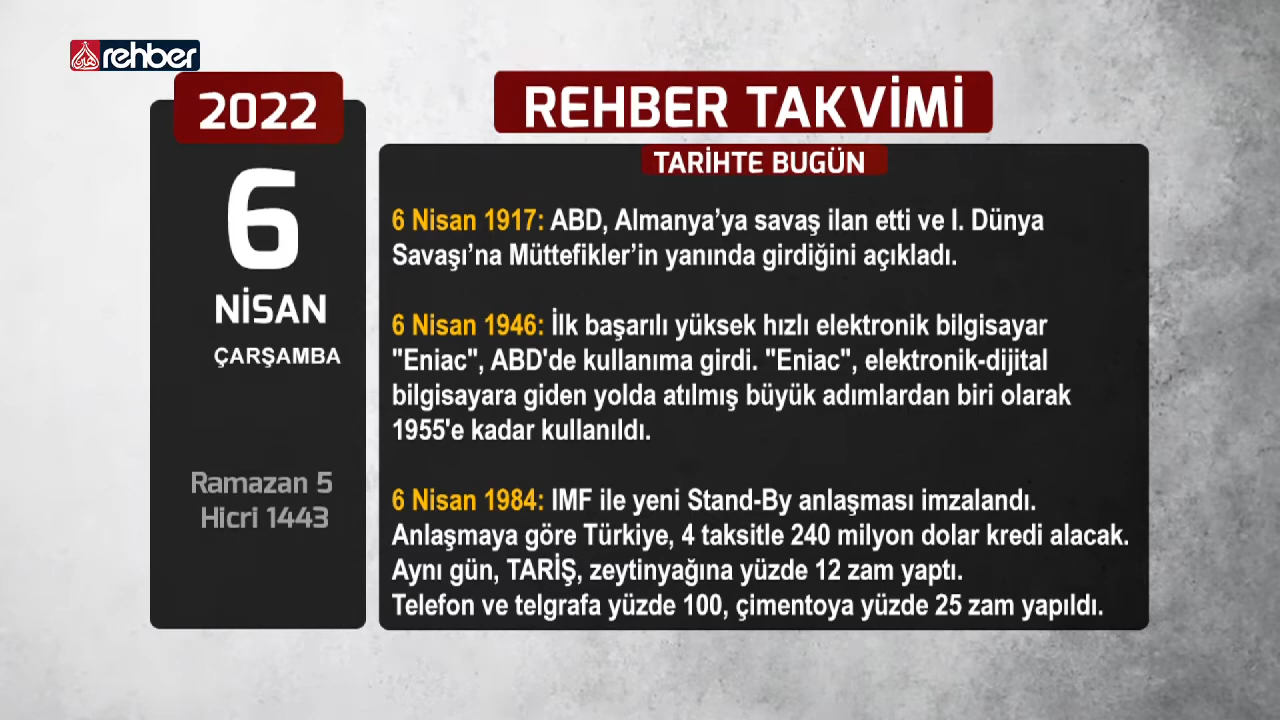 rehber
2022
6
NİSAN
ÇARŞAMBA
Ramazan 5
Hicri 1443
REHBER TAKVİMİ
TARİHTE BUGÜN
6 Nisan 1917: ABD, Almanya’ya savaş ilan etti ve I. Dünya
Savaşı’na Müttefikler’in yanında girdiğini açıkladı.
6 Nisan 1946: İlk başarılı yüksek hızlı elektronik bilgisayar
"Eniac", ABD'de kullanıma girdi. "Eniac", elektronik-dijital
bilgisayara giden yolda atılmış büyük adımlardan biri olarak
1955'e kadar kullanıldı.
6 Nisan 1984: IMF ile yeni Stand-By anlaşması imzalandı.
Anlaşmaya göre Türkiye, 4 taksitle 240 milyon dolar kredi alacak.
Aynı gün, TARİŞ, zeytinyağına yüzde 12 zam yaptı.
Telefon ve telgrafa yüzde 100, çimentoya yüzde 25 zam yapıldı.